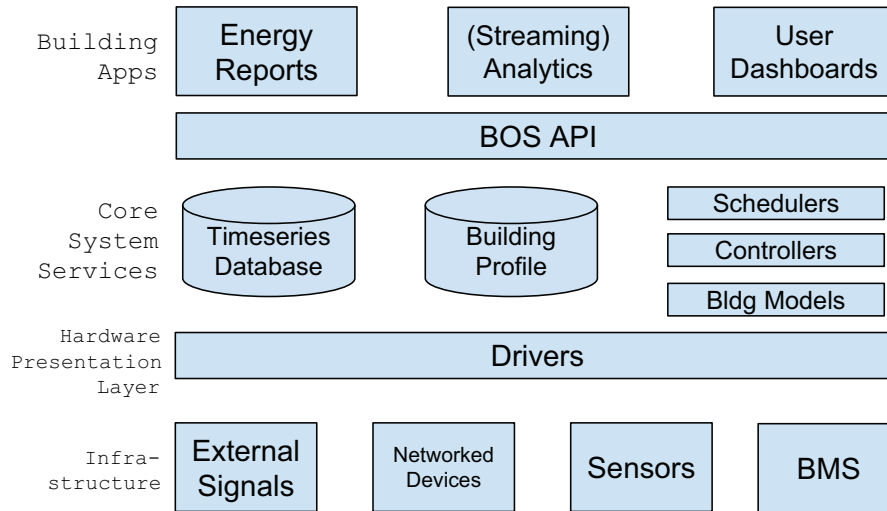 Building
Apps
Energy
Reports
(Streaming)
Analytics
User
Dashboards
BOS API
Core
System
Services
Timeseries
Database
Building
Profile
Schedulers
Controllers
Bldg Models
Hardware
Presentation
Layer
Drivers
Infra-
structure
External
Signals
Networked
Devices
Sensors
BMS